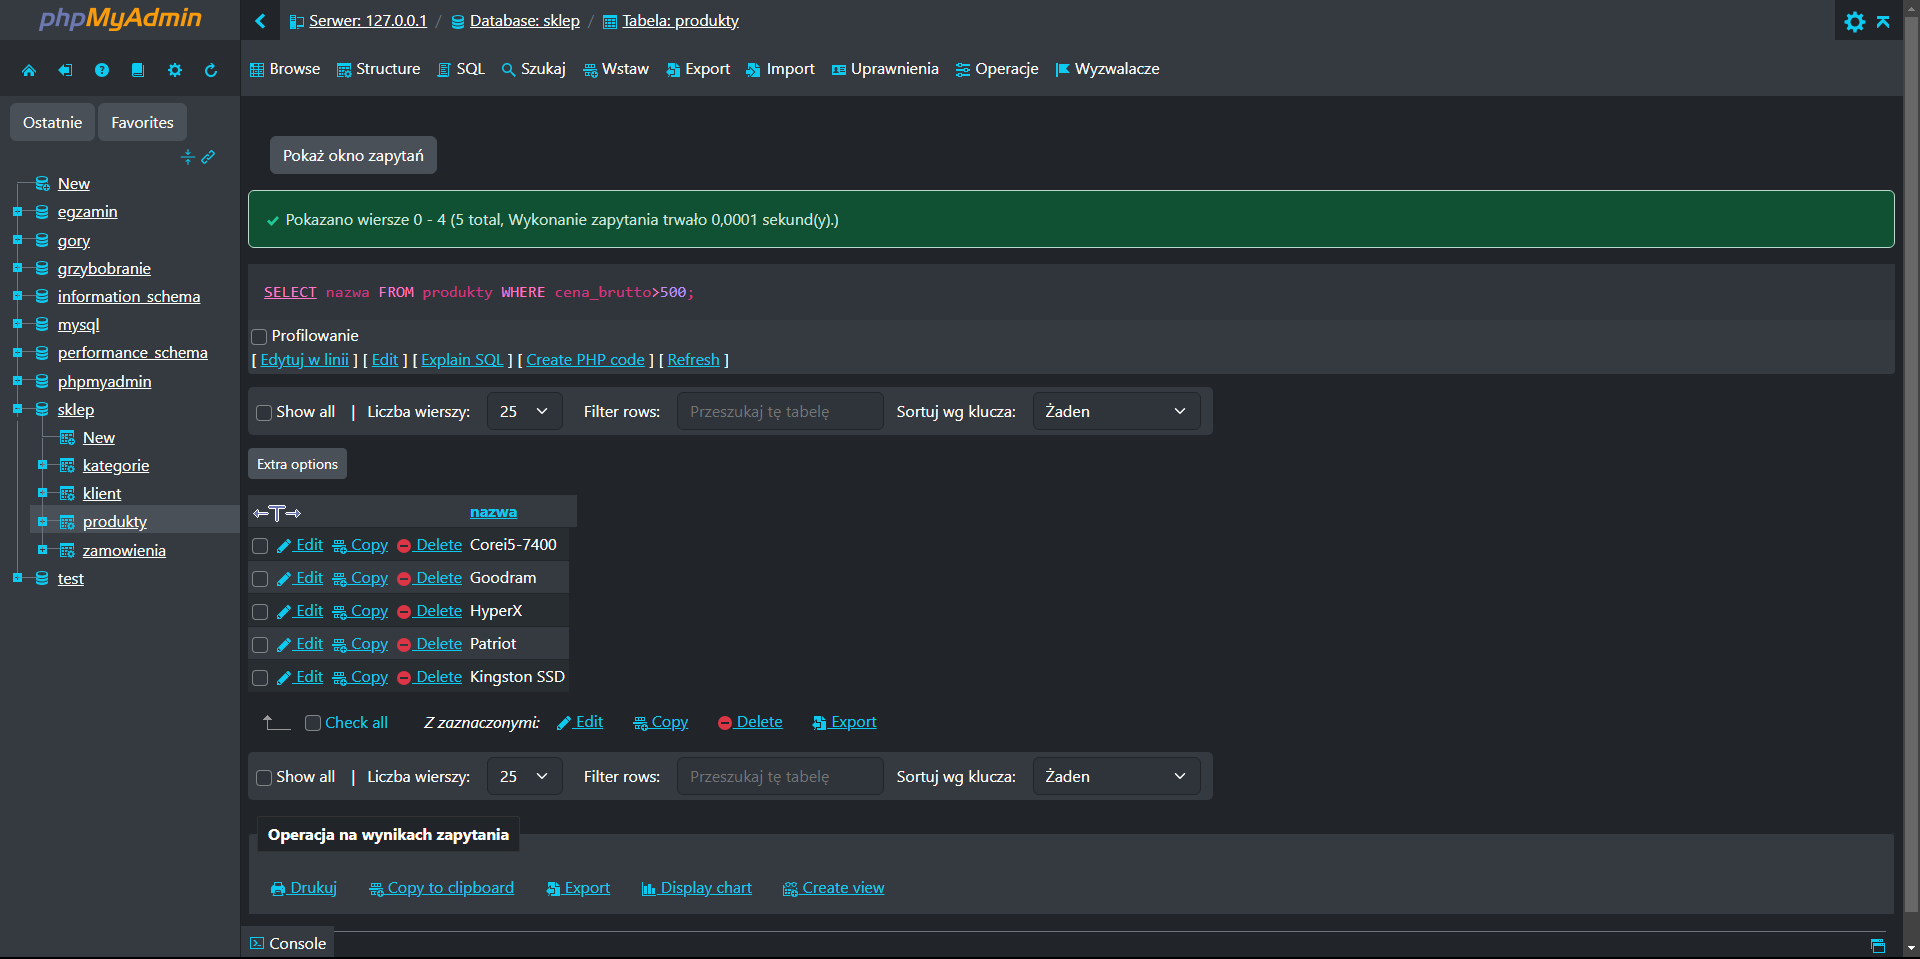 phpMyAdmin
Serwer: 127.0.0.1 / Database: sklep / Tabela: produkty
Browse Structure SQL Szukaj Wstaw Export Import Uprawnienia Operacje Wyzwalacze
Ostatnie Favorites
New
egzamin
gory
grzybobranie
information_schema
mysql
performance_schema
phpmyadmin
sklep
New
kategorie
klient
produkty
zamowienia
test
Pokaż okno zapytań
Pokazano wiersze 0 - 4 (5 total, Wykonanie zapytania trwało 0,0001 sekund(y).)
SELECT nazwa FROM produkty WHERE cena_brutto>500;
Profilowanie
[ Edytuj w linii ] [ Edit ] [ Explain SQL ] [ Create PHP code ] [ Refresh ]
Show all | Liczba wierszy: 25 Filter rows: Przeszukaj tę tabelę Sortuj wg klucza: Żaden
Extra options
←T→ nazwa
Edit Copy Delete Corei5-7400
Edit Copy Delete Goodram
Edit Copy Delete HyperX
Edit Copy Delete Patriot
Edit Copy Delete Kingston SSD
Check all Z zaznaczonymi: Edit Copy Delete Export
Show all | Liczba wierszy: 25 Filter rows: Przeszukaj tę tabelę Sortuj wg klucza: Żaden
Operacja na wynikach zapytania
Drukuj Copy to clipboard Export Display chart Create view
Console